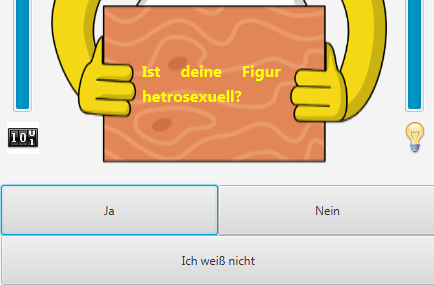 Ist deine Figur
hetrosexuell?
Ja
Nein
Ich weiß nicht